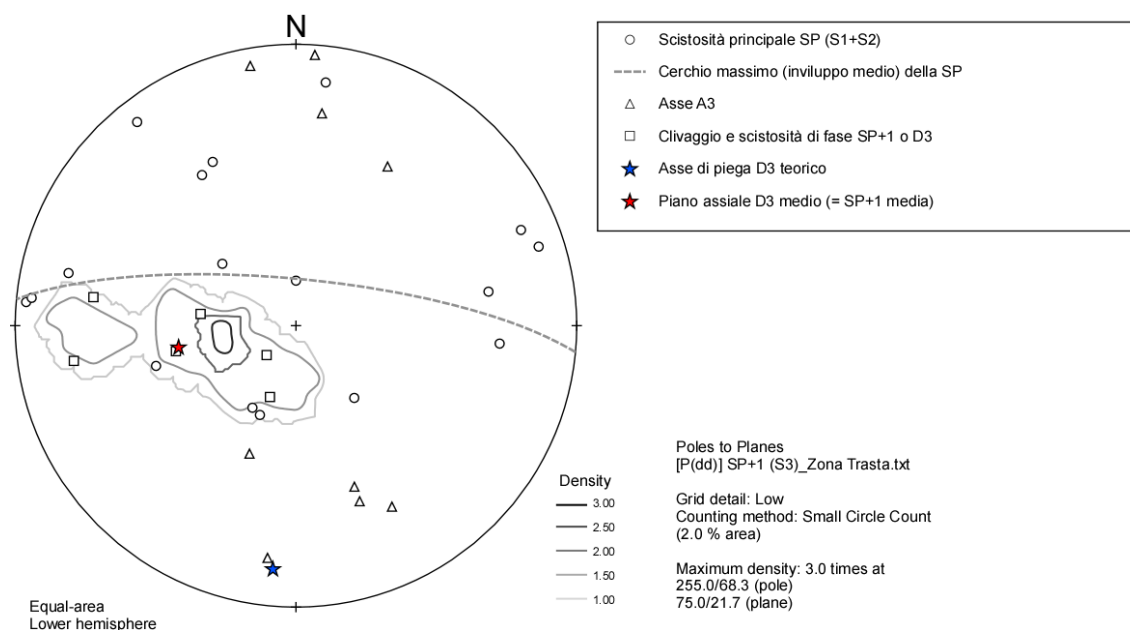 N
Scistosità principale SP (S1+S2)
Cerchio massimo (inviluppo medio) della SP
Asse A3
Clivaggio e scistosità di fase SP+1 o D3
Asse di piega D3 teorico
Piano assiale D3 medio (= SP+1 media)
Poles to Planes
[P(dd)] SP+1 (S3)_Zona Trasta.txt
Grid detail: Low
Counting method: Small Circle Count
(2.0 % area)
Maximum density: 3.0 times at
255.0/68.3 (pole)
75.0/21.7 (plane)
Density
3.00
2.50
2.00
1.50
1.00
Equal-area
Lower hemisphere